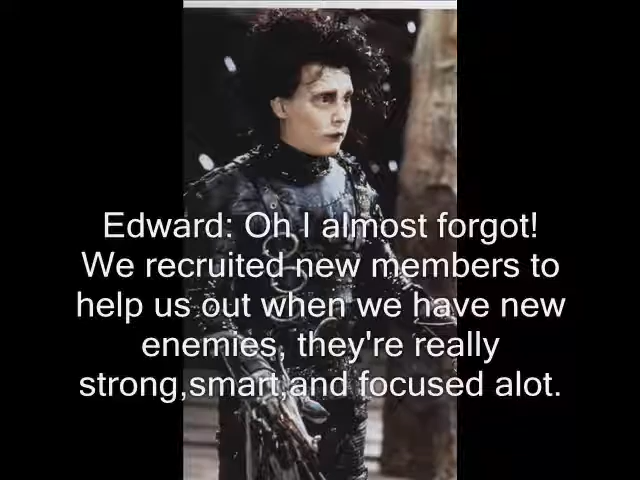 Edward: Oh I almost forgot!
We recruited new members to
help us out when we have new
enemies, they're really
strong,smart,and focused alot.